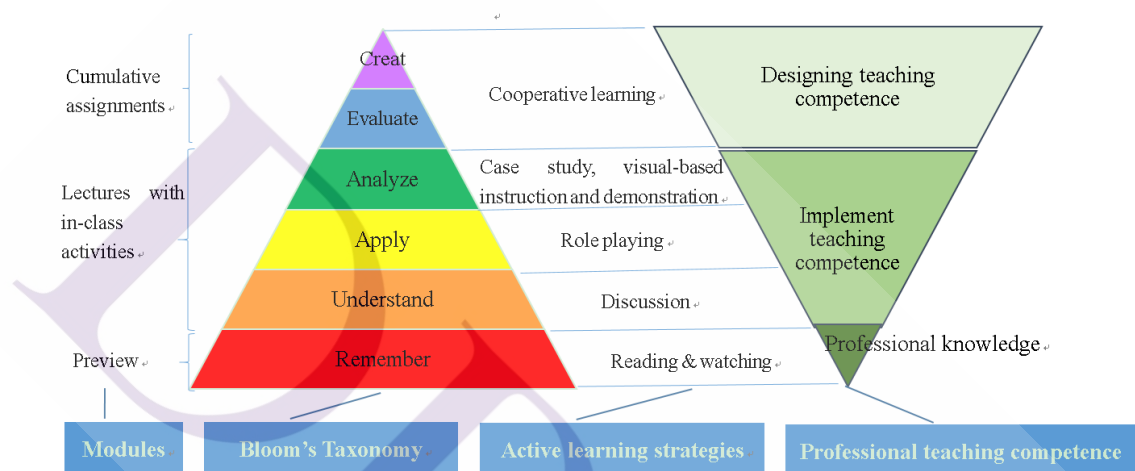 Creat
Cumulative
assignments
Evaluate
Cooperative learning
Designing teaching
competence
Lectures with
in-class
activities
Analyze
Case study, visual-based
instruction and demonstration
Apply
Role playing
Implement
teaching
competence
Understand
Discussion
Preview
Remember
Reading & watching
Professional knowledge
Modules
Bloom's Taxonomy
Active learning strategies
Professional teaching competence